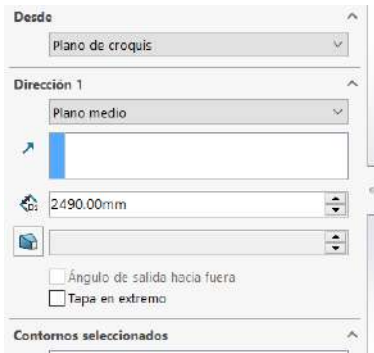 Desde
Plano de croquis
Dirección 1
Plano medio
2490.00mm
Ángulo de salida hacia fuera
Tapa en extremo
Contornos seleccionados